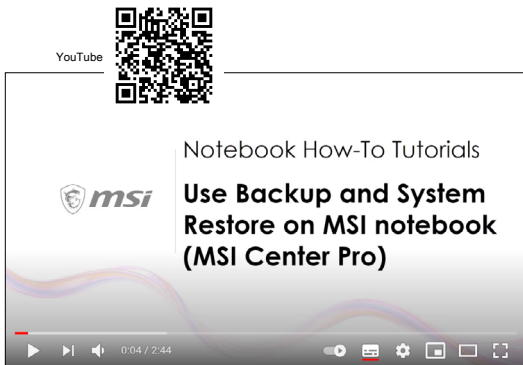 YouTube
Notebook How-To Tutorials
msi
Use Backup and System
Restore on MSI notebook
(MSI Center Pro)
0:04 / 2:44